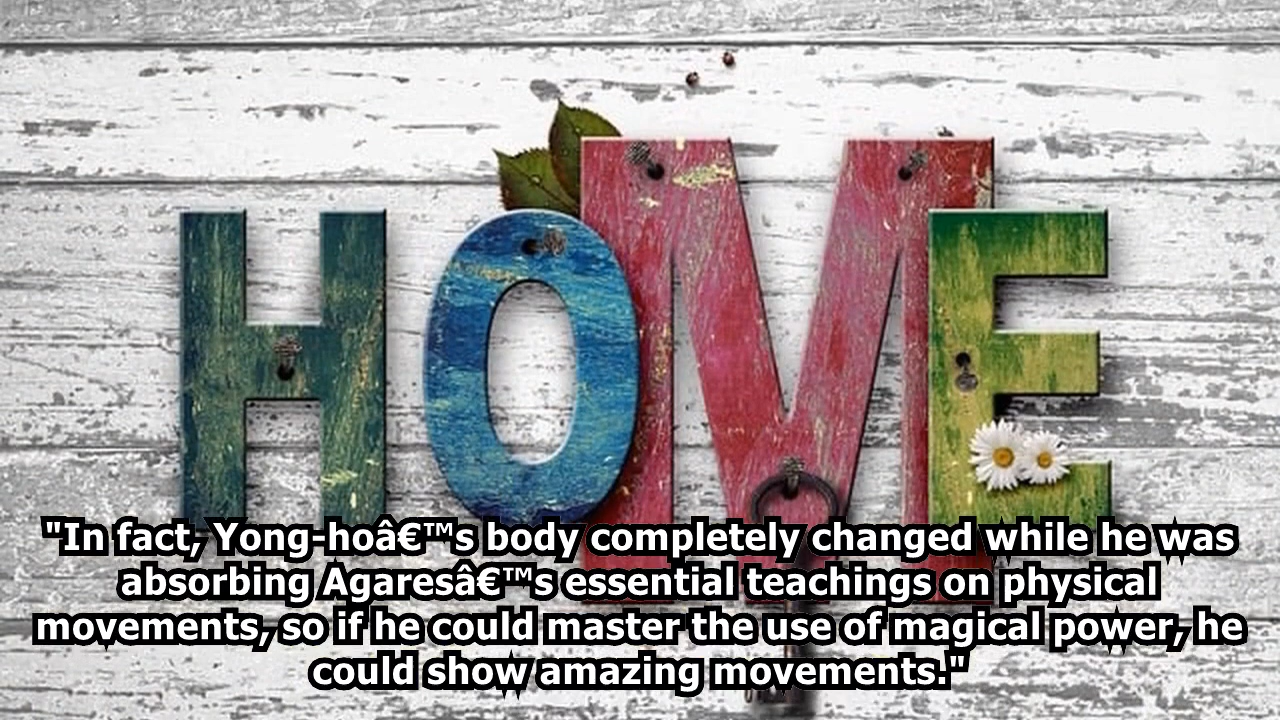 HOME
"In fact, Yong-hoâ€™s body completely changed while he was
absorbing Agaresâ€™s essential teachings on physical
movements, so if he could master the use of magical power, he
could show amazing movements."